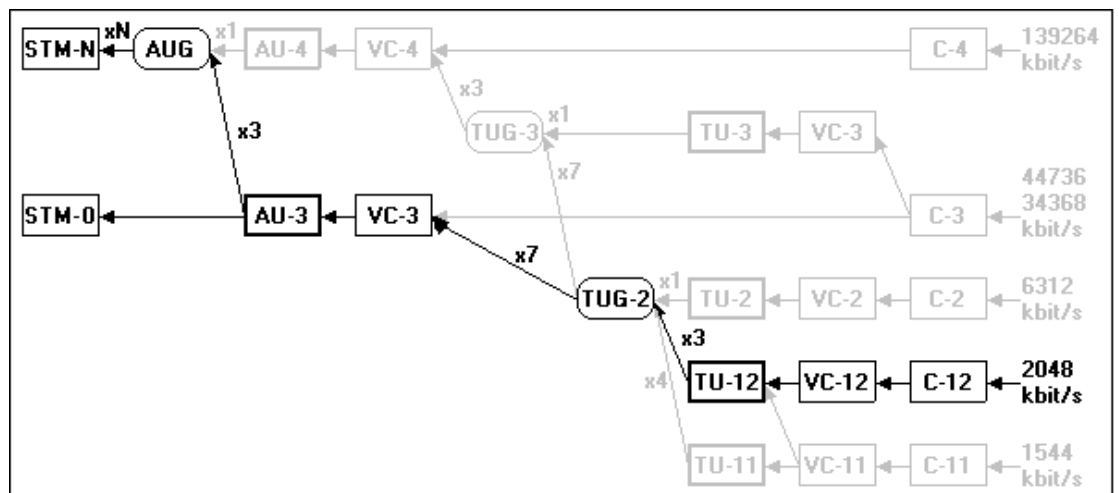 STM-N xN AUG x1 AU-4 VC-4 C-4 139264
kbit/s
x3
TUG-3 x1 TU-3 VC-3
x3
x7
44736
STM-0 AU-3 VC-3 C-3 34368
kbit/s
x7
TUG-2 x1 TU-2 VC-2 C-2 6312
kbit/s
x3
x4 TU-12 VC-12 C-12 2048
kbit/s
TU-11 VC-11 C-11 1544
kbit/s